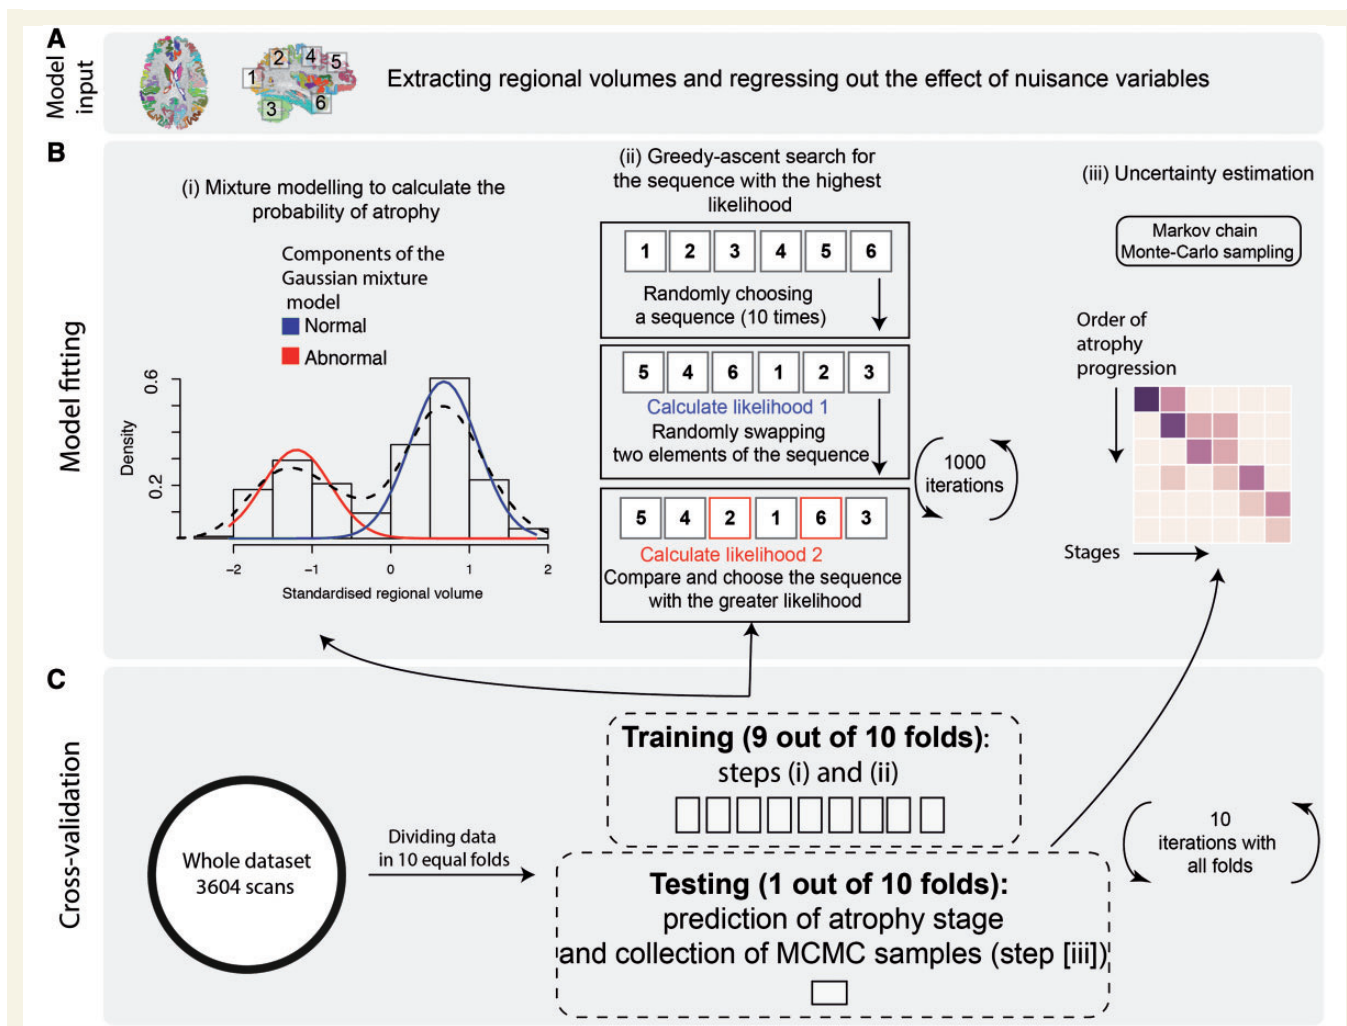 A
Model
input
1
2
4
5
3
6
Extracting regional volumes and regressing out the effect of nuisance variables
B
Model fitting
(i) Mixture modelling to calculate the
probability of atrophy
Components of the
Gaussian mixture
model
Normal
Abnormal
0.6
0.2
Density
-2
-1
0
1
2
Standardised regional volume
(ii) Greedy-ascent search for
the sequence with the highest
likelihood
1 2 3 4 5 6
Randomly choosing
a sequence (10 times)
5 4 6 1 2 3
Calculate likelihood 1
Randomly swapping
two elements of the sequence
5 4 2 1 6 3
Calculate likelihood 2
Compare and choose the sequence
with the greater likelihood
1000
iterations
(iii) Uncertainty estimation
Markov chain
Monte-Carlo sampling
Order of
atrophy
progression
Stages
C
Cross-validation
Whole dataset
3604 scans
Dividing data
in 10 equal folds
Training (9 out of 10 folds):
steps (i) and (ii)
Testing (1 out of 10 folds):
prediction of atrophy stage
and collection of MCMC samples (step [iii])
10
iterations with
all folds